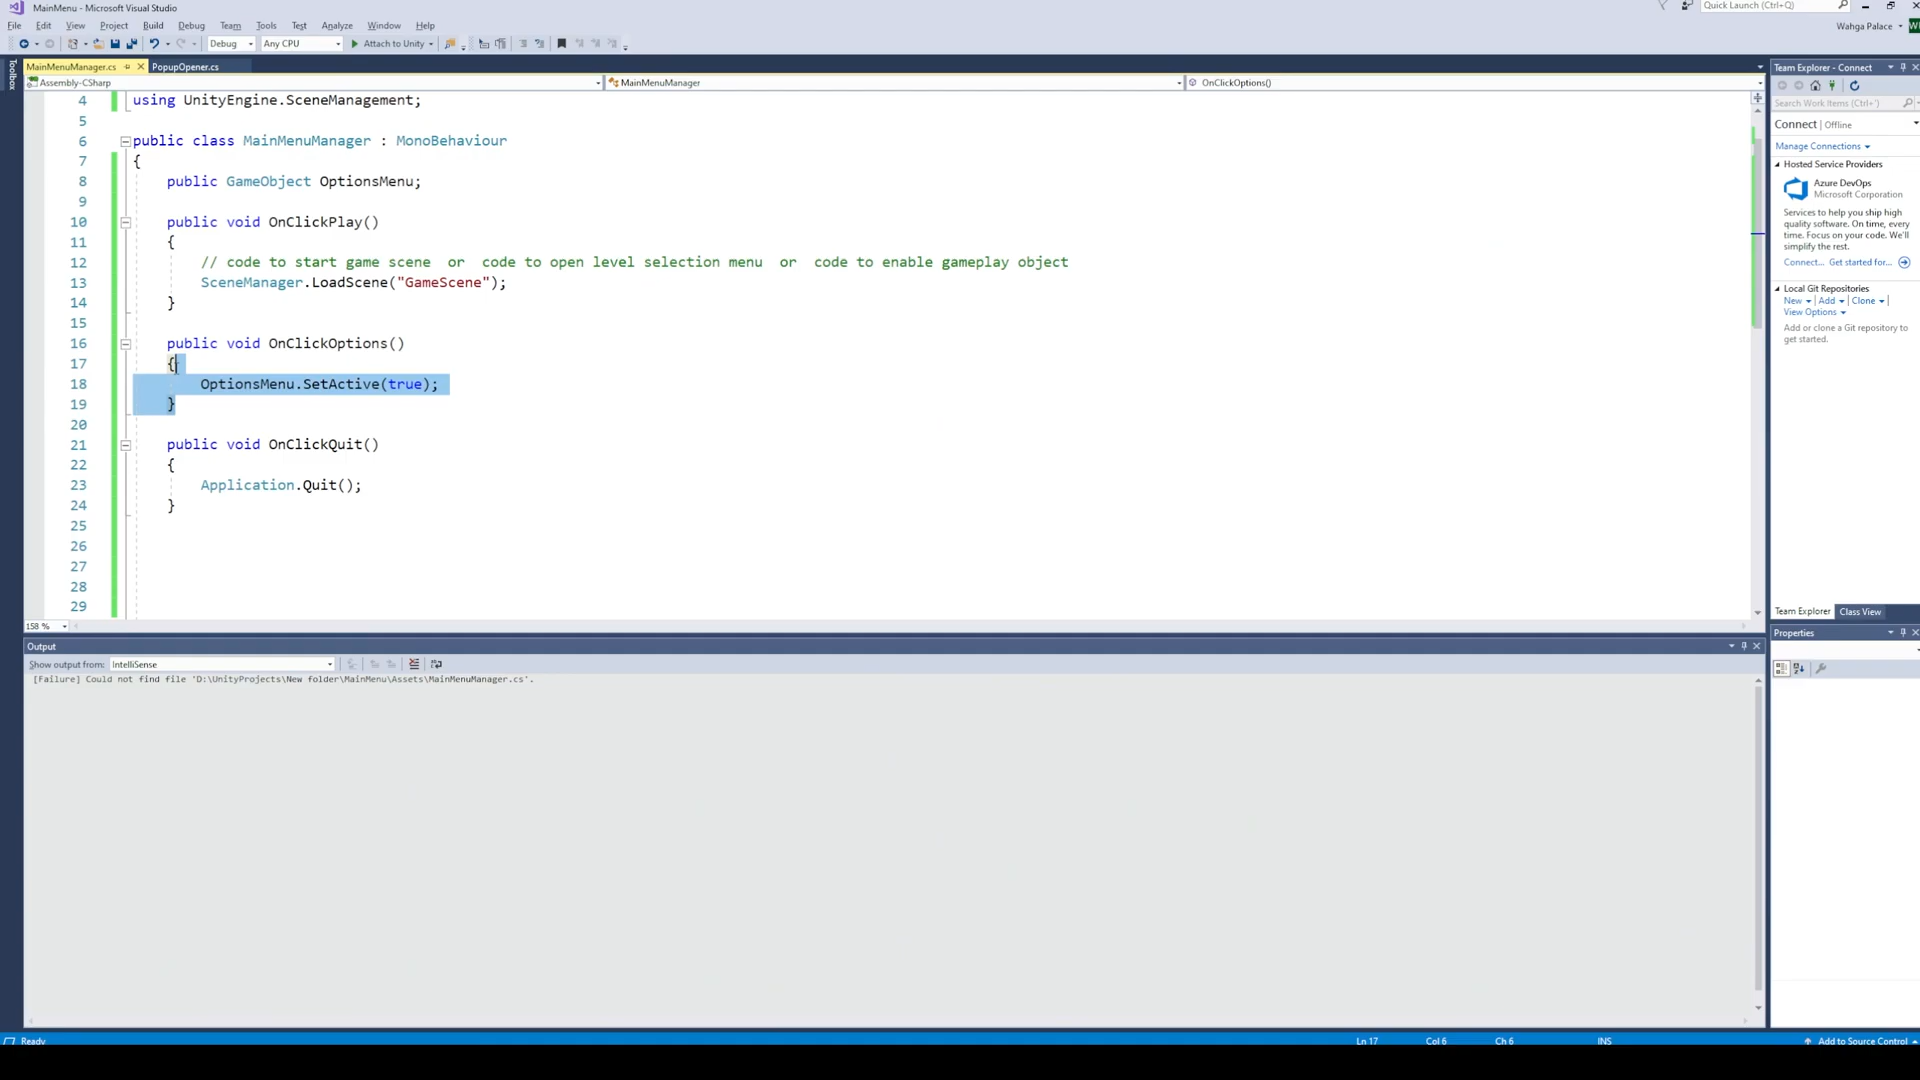 MainMenu - Microsoft Visual Studio
Quick Launch (Ctrl+Q)
File Edit View Project Build Debug Team Tools Test Analyze Window Help
Wahga Palace
Debug Any CPU Attach to Unity
MainMenuManager.cs PopupOpener.cs
Assembly-CSharp MainMenuManager OnClickOptions()
Toolbox
4 using UnityEngine.SceneManagement;
5
6 public class MainMenuManager : MonoBehaviour
7 {
8 public GameObject OptionsMenu;
9
10 public void OnClickPlay()
11 {
12 // code to start game scene or code to open level selection menu or code to enable gameplay object
13 SceneManager.LoadScene("GameScene");
14 }
15
16 public void OnClickOptions()
17 {
18 OptionsMenu.SetActive(true);
19 }
20
21 public void OnClickQuit()
22 {
23 Application.Quit();
24 }
25
26
27
28
29
158 %
Team Explorer - Connect
Search Work Items (Ctrl+')
Connect | Offline
Manage Connections
Hosted Service Providers
Azure DevOps
Microsoft Corporation
Services to help you ship high
quality software. On time, every
time. Focus on your code. We'll
simplify the rest.
Connect... Get started for...
Local Git Repositories
New Add Clone
View Options
Add or clone a Git repository to
get started.
Team Explorer Class View
Properties
Output
Show output from: IntelliSense
[Failure] Could not find file 'D:\UnityProjects\New folder\MainMenu\Assets\MainMenuManager.cs'.
Ready Ln 17 Col 6 Ch 6 INS Add to Source Control